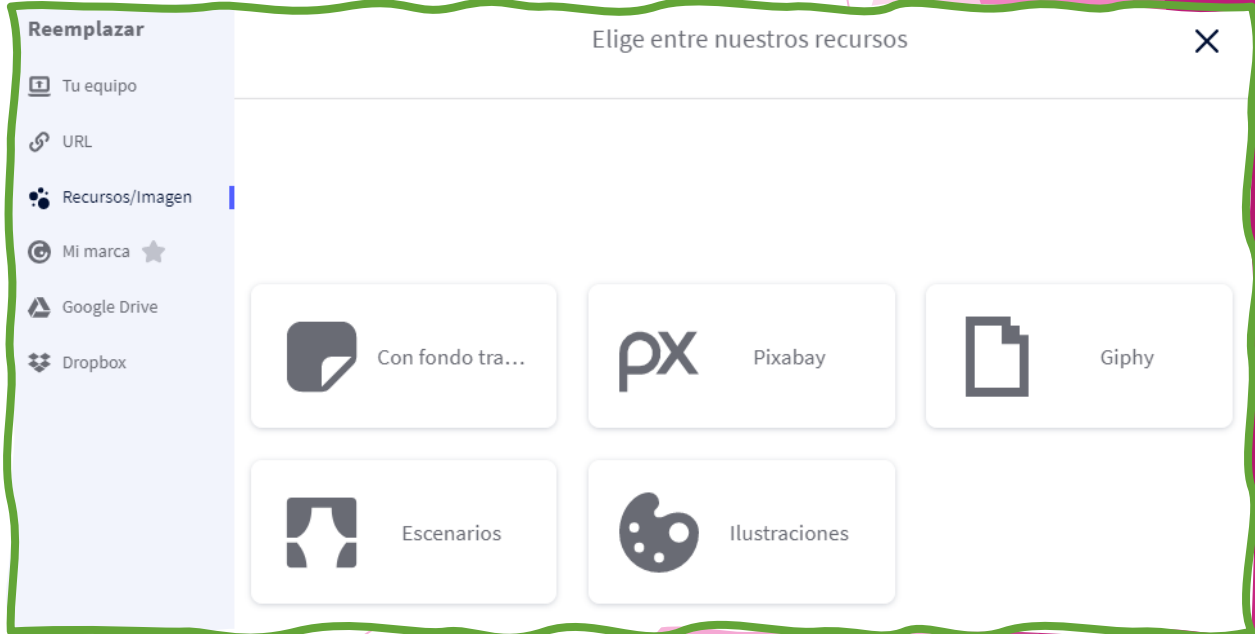 Reemplazar
Tu equipo
URL
Recursos/Imagen
Mi marca
Google Drive
Dropbox
Elige entre nuestros recursos
Con fondo tra...
px
Pixabay
Giphy
Escenarios
Ilustraciones